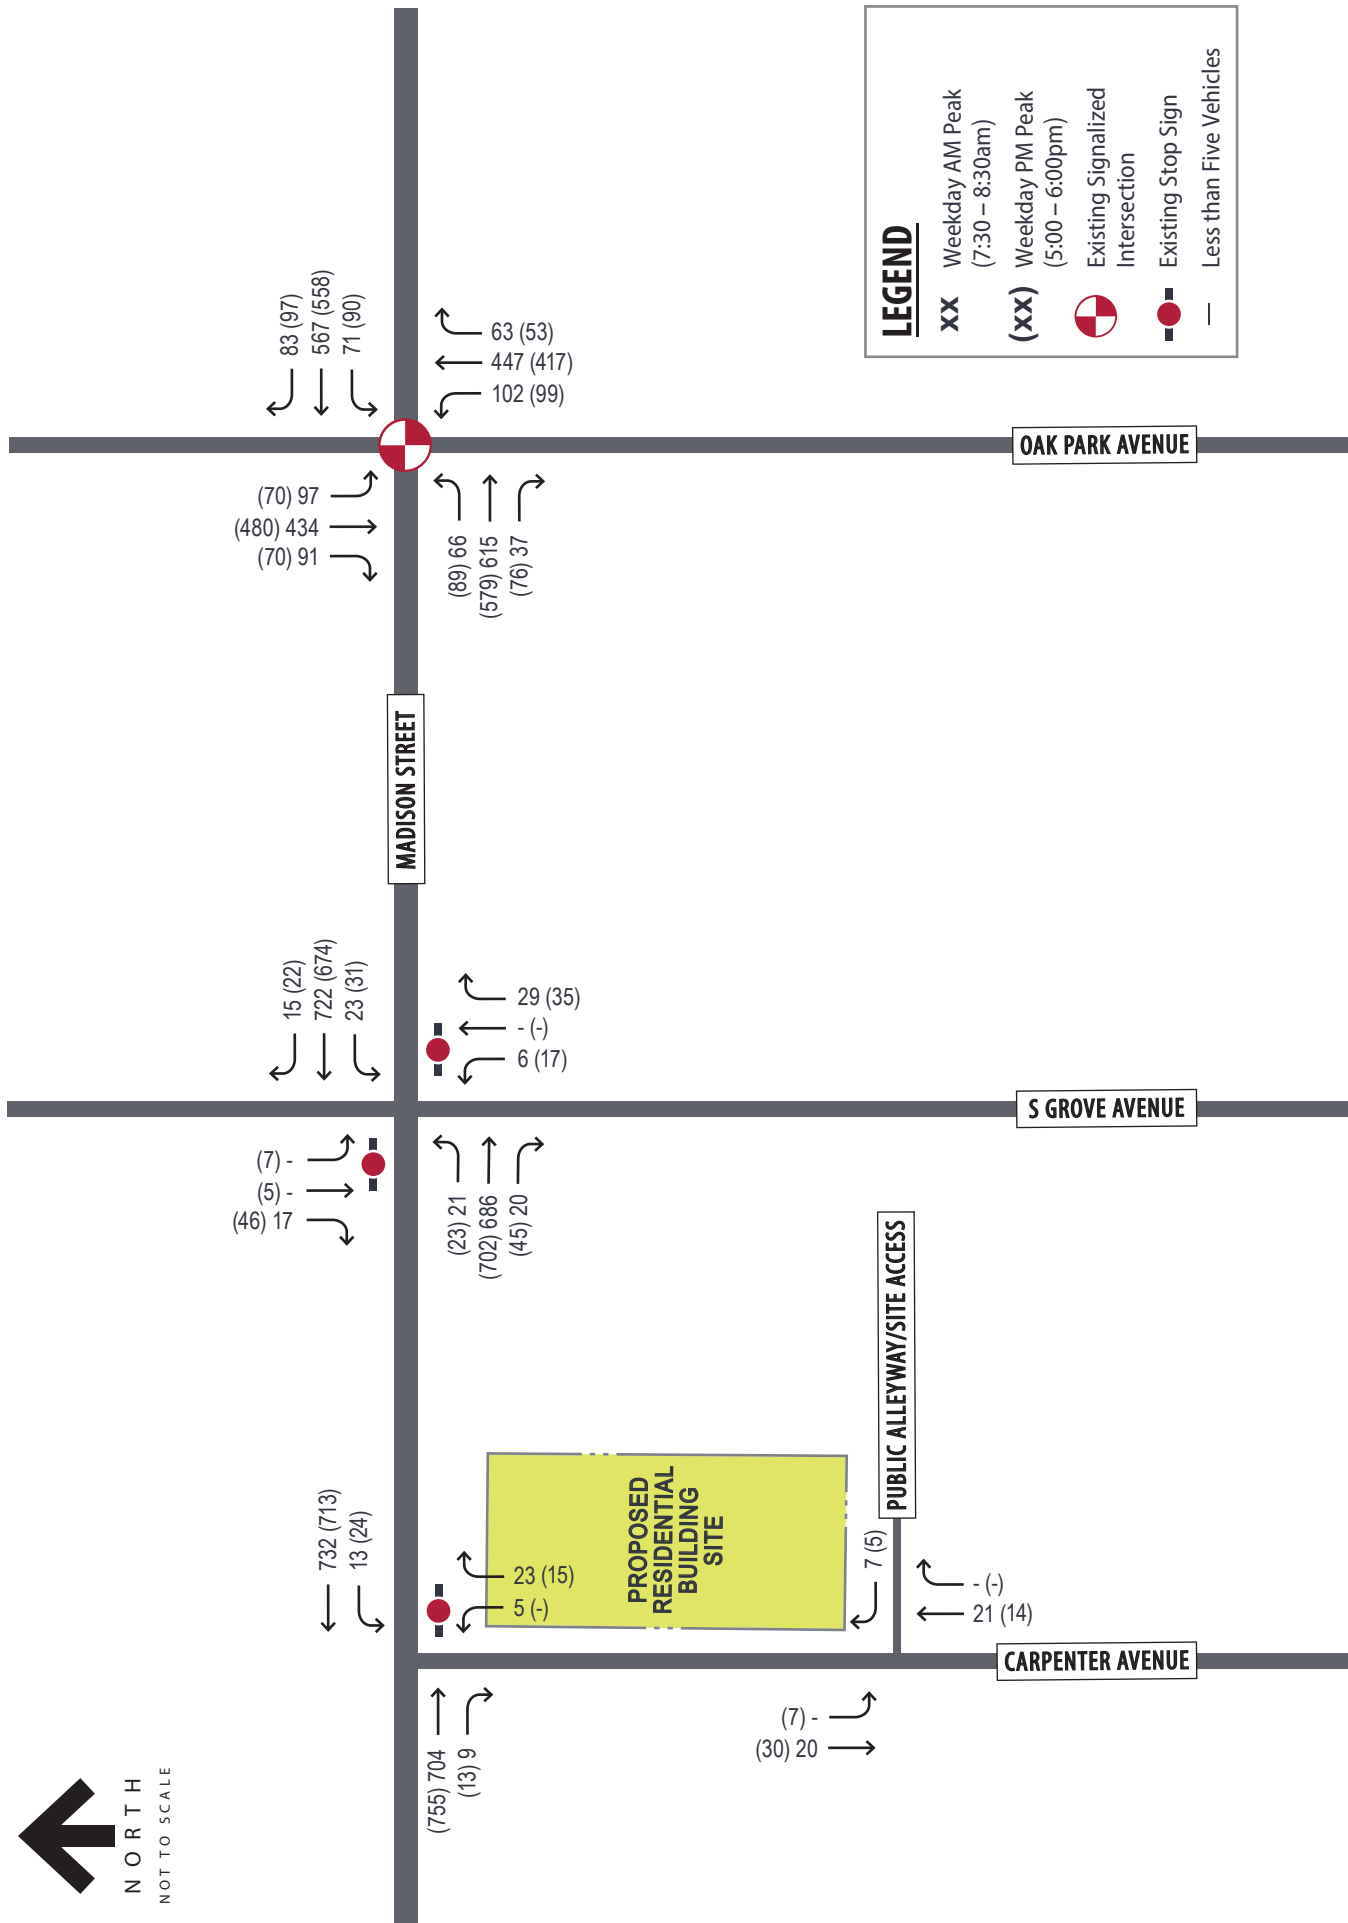 LEGEND
XX Weekday AM Peak
(7:30 – 8:30am)
(XX) Weekday PM Peak
(5:00 – 6:00pm)
Existing Signalized
Intersection
Existing Stop Sign
Less than Five Vehicles
83 (97)
567 (558)
71 (90)
63 (53)
447 (417)
102 (99)
OAK PARK AVENUE
(70) 97
(480) 434
(70) 91
(89) 66
(579) 615
(76) 37
MADISON STREET
15 (22)
722 (674)
23 (31)
29 (35)
- (-)
6 (17)
S GROVE AVENUE
(7) -
(5) -
(46) 17
(23) 21
(702) 686
(45) 20
PUBLIC ALLEYWAY/SITE ACCESS
732 (713)
13 (24)
23 (15)
5 (-)
PROPOSED
RESIDENTIAL
BUILDING
SITE
7 (5)
- (-)
21 (14)
CARPENTER AVENUE
(755) 704
(13) 9
(7) -
(30) 20
NORTH
NOT TO SCALE